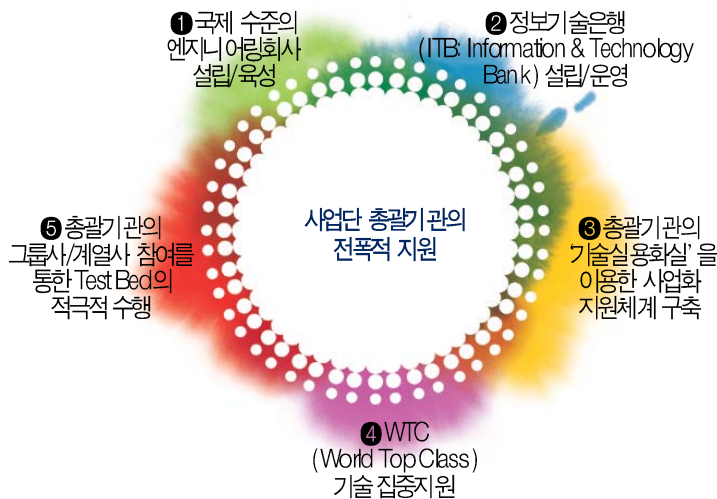 ❶국제 수준의
엔지니어링회사
설립/육성
❷정보기술은행
(ITB: Information & Technology
Bank) 설립/운영
사업단 총괄기관의
전폭적 지원
❸총괄기관의
‘기술실용화실’ 을
이용한 사업화
지원체계 구축
❹WTC
(World Top Class)
기술 집중지원
❺총괄기관의
그룹사/계열사 참여를
통한 Test Bed의
적극적 수행